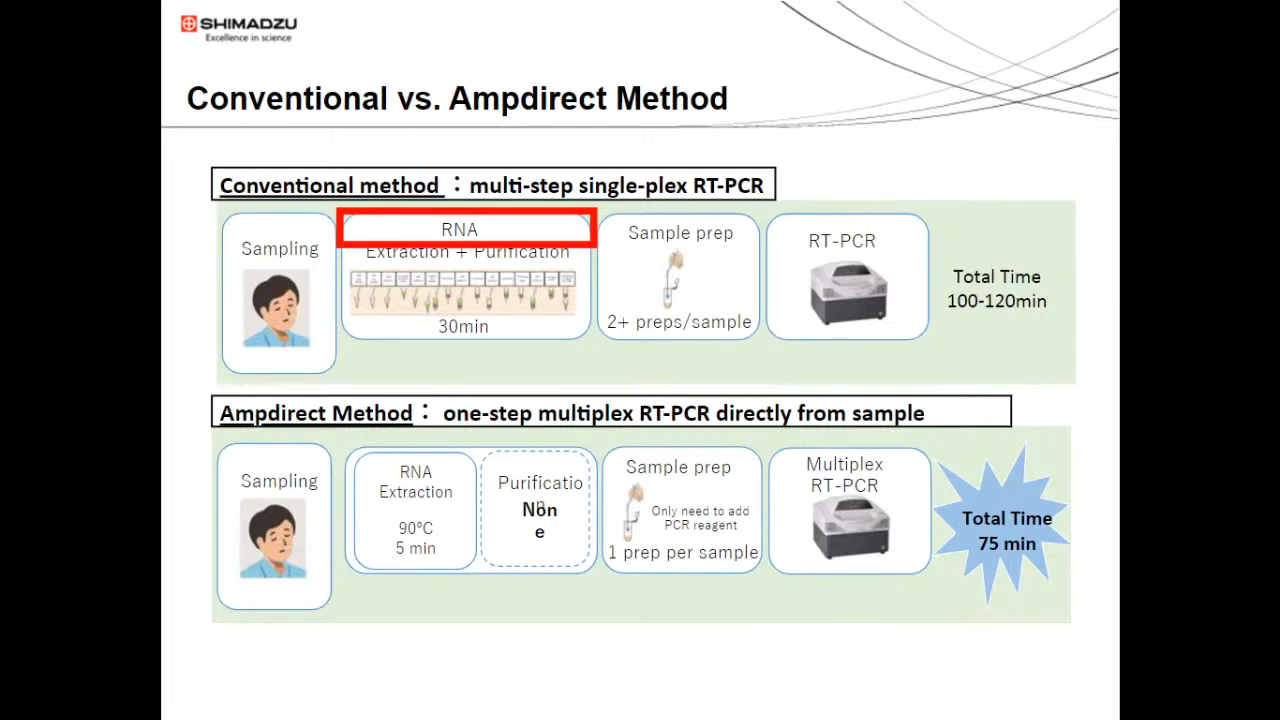 SHIMADZU
Excellence in science
Conventional vs. Ampdirect Method
Conventional method ：multi-step single-plex RT-PCR
Sampling
RNA
Extraction + Purification
30min
Sample prep
2+ preps/sample
RT-PCR
Total Time
100-120min
Ampdirect Method： one-step multiplex RT-PCR directly from sample
Sampling
RNA
Extraction
90℃
5 min
Purificatio
n
Non
e
Sample prep
Only need to add
PCR reagent
1 prep per sample
Multiplex
RT-PCR
Total Time
75 min